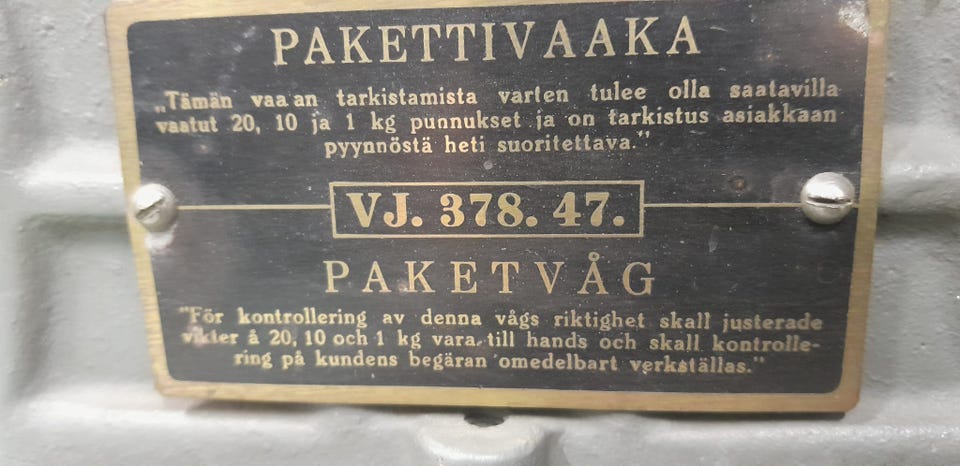 PAKETTIVAAKA
„Tämän vaa an tarkistamista varten tulee olla saatavilla
vaatut 20, 10 ja 1 kg punnukset ja on tarkistus asiakkaan
pyynnöstä heti suoritettava."
VJ. 378. 47.
PAKETVÅG
"För kontrollering av denna vågs riktighet skall justerade
vikter å 20, 10 och 1 kg vara till hands och skall kontrolle-
ring på kundens begäran omedelbart verkställas."